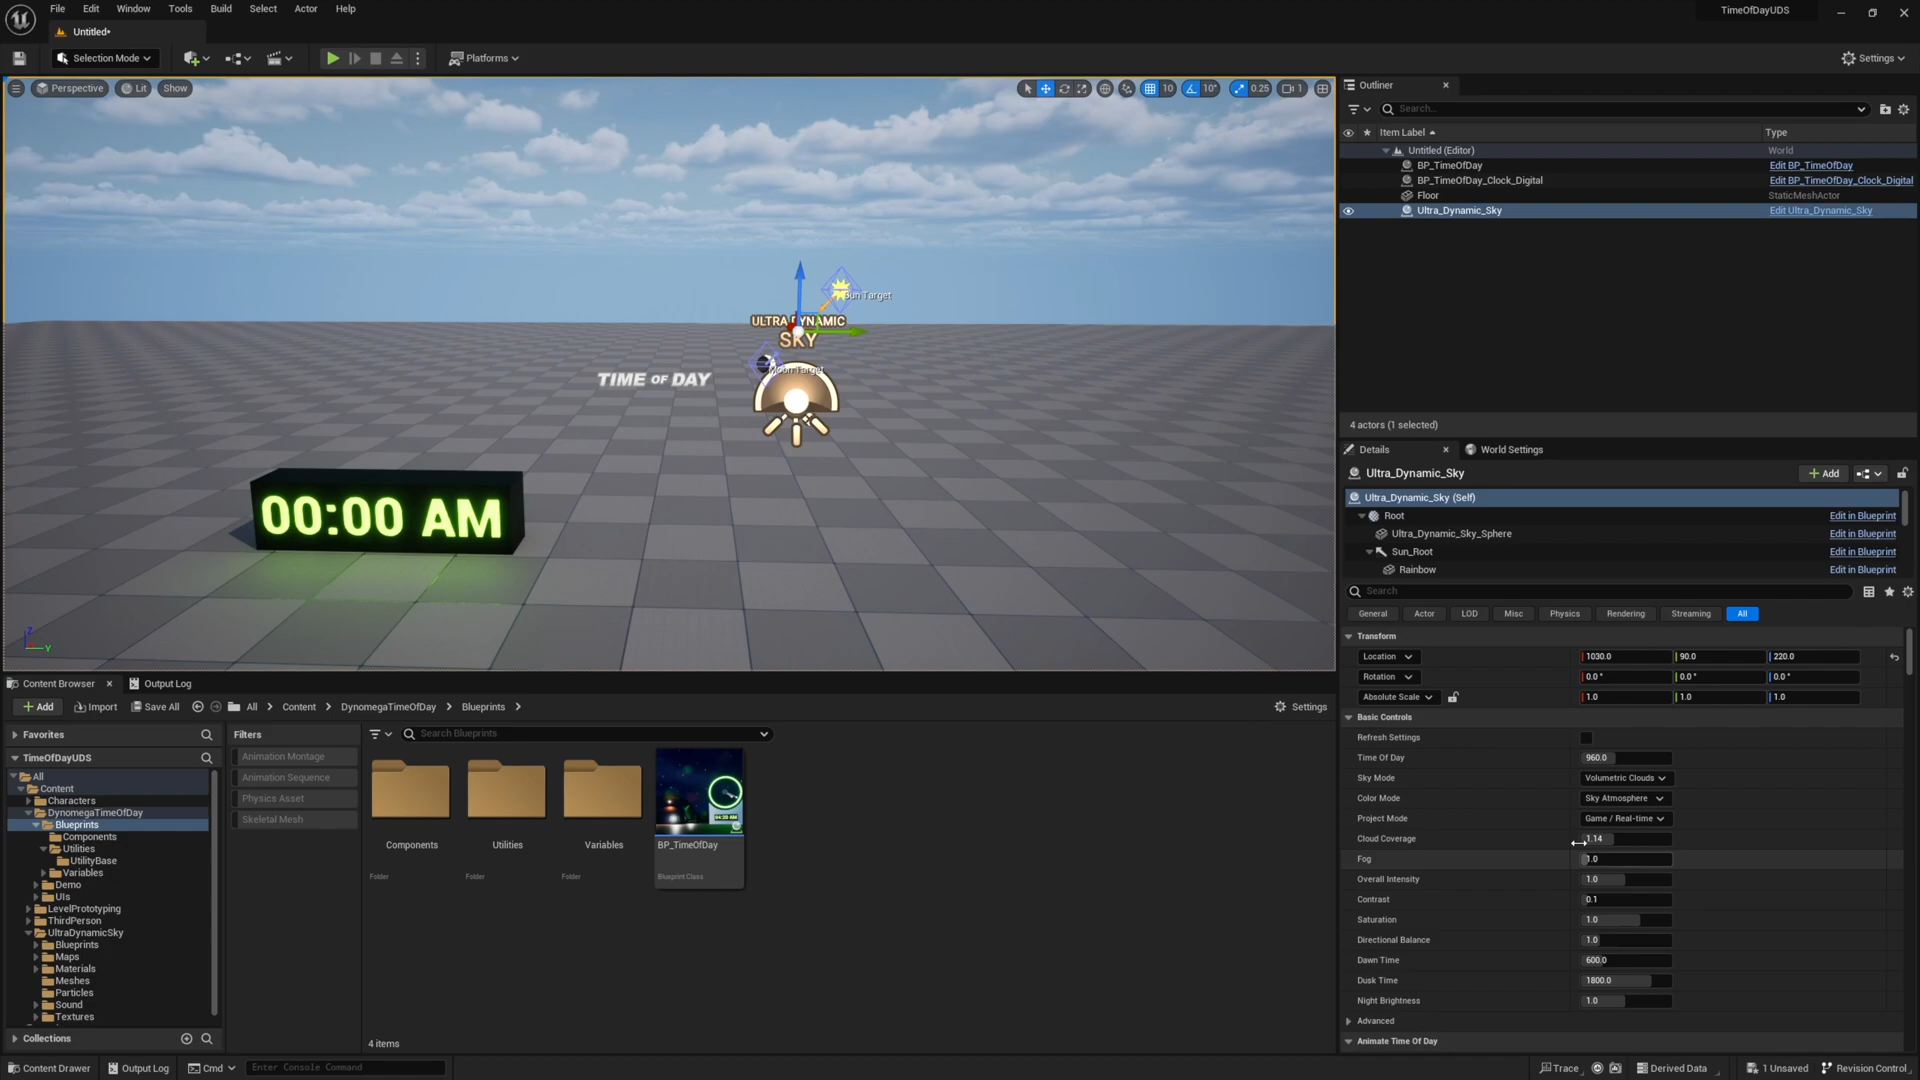 File Edit Window Tools Build Select Actor Help
TimeOfDayUDS
Untitled•
Selection Mode
Platforms
Settings
Perspective Lit Show
10 10° 0.25 1
Sun Target
ULTRA DYNAMIC
SKY
Moon Target
TIME OF DAY
00:00 AM
Z
Y
Outliner
Search...
Item Label Type
Untitled (Editor) World
BP_TimeOfDay Edit BP_TimeOfDay
BP_TimeOfDay_Clock_Digital Edit BP_TimeOfDay_Clock_Digital
Floor StaticMeshActor
Ultra_Dynamic_Sky Edit Ultra_Dynamic_Sky
4 actors (1 selected)
Details World Settings
Ultra_Dynamic_Sky
Add
Ultra_Dynamic_Sky (Self)
Root Edit in Blueprint
Ultra_Dynamic_Sky_Sphere Edit in Blueprint
Sun_Root Edit in Blueprint
Rainbow Edit in Blueprint
Search
General Actor LOD Misc Physics Rendering Streaming All
Transform
Location 1030.0 90.0 220.0
Rotation 0.0° 0.0° 0.0°
Absolute Scale 1.0 1.0 1.0
Basic Controls
Refresh Settings
Time Of Day 960.0
Sky Mode Volumetric Clouds
Color Mode Sky Atmosphere
Project Mode Game / Real-time
Cloud Coverage 1.14
Fog 1.0
Overall Intensity 1.0
Contrast 0.1
Saturation 1.0
Directional Balance 1.0
Dawn Time 600.0
Dusk Time 1800.0
Night Brightness 1.0
Advanced
Animate Time Of Day
Content Browser Output Log
Add Import Save All All Content DynomegaTimeOfDay Blueprints
Settings
Favorites
TimeOfDayUDS
All
Content
Characters
DynomegaTimeOfDay
Blueprints
Components
Utilities
UtilityBase
Variables
Demo
UIs
LevelPrototyping
ThirdPerson
UltraDynamicSky
Blueprints
Maps
Materials
Meshes
Particles
Sound
Textures
Collections
Filters
Animation Montage
Animation Sequence
Physics Asset
Skeletal Mesh
Search Blueprints
Components
Folder
Utilities
Folder
Variables
Folder
BP_TimeOfDay
Blueprint Class
4 items
Content Drawer Output Log Cmd Enter Console Command
Trace Derived Data 1 Unsaved Revision Control